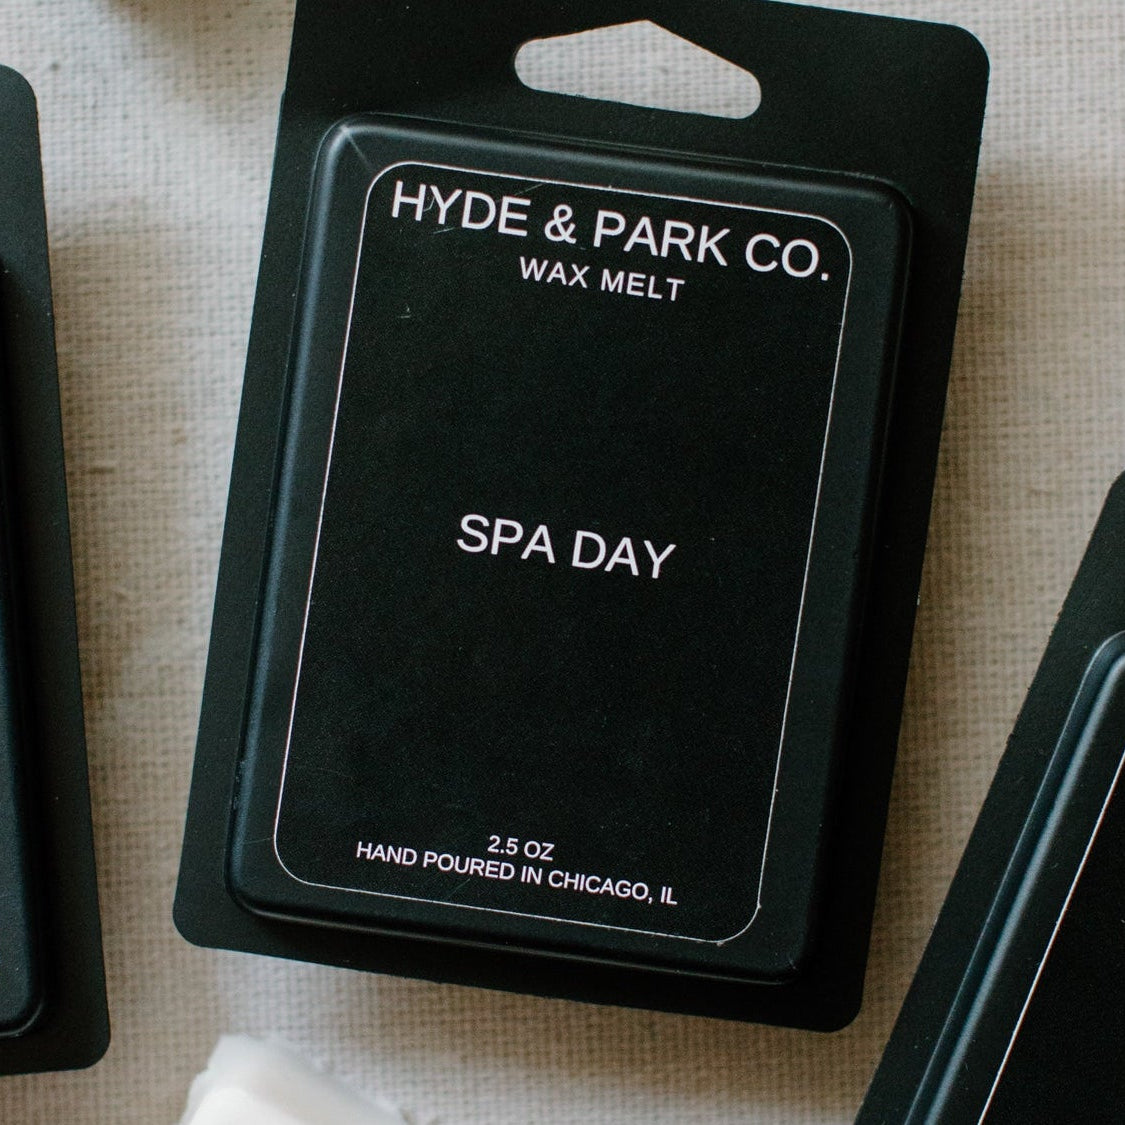 HYDE & PARK CO.
WAX MELT
SPA DAY
2.5 OZ
HAND POURED IN CHICAGO, IL